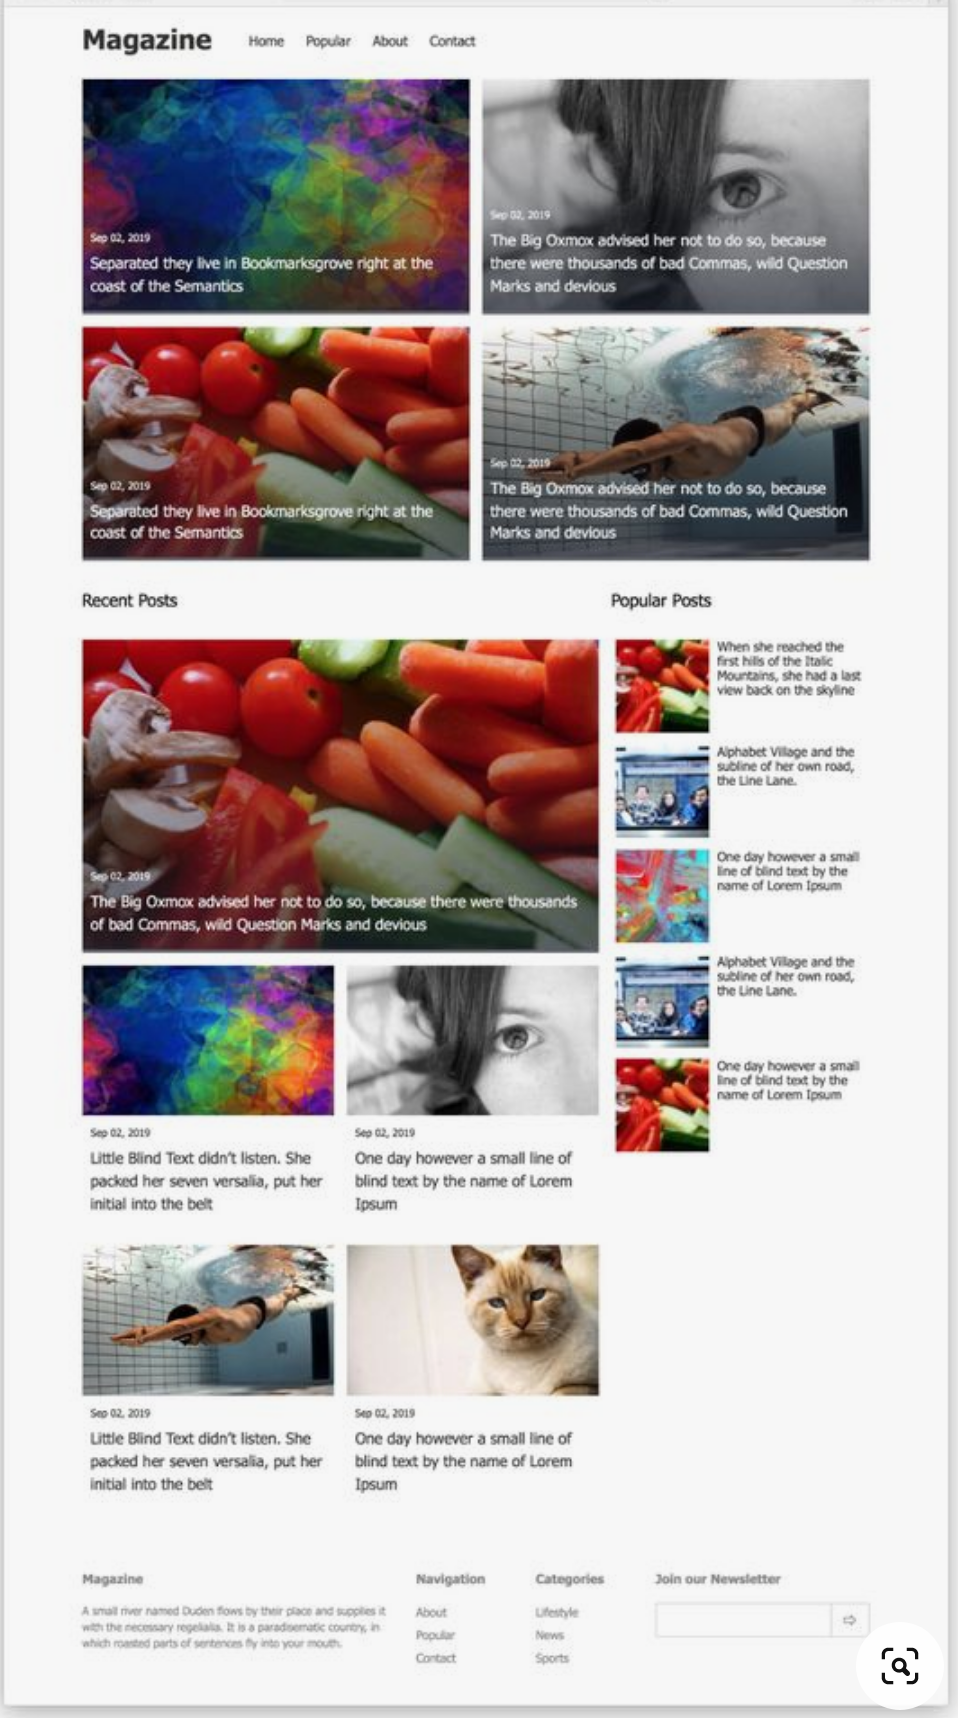 Magazine Home Popular About Contact
Sep 02, 2019
Separated they live in Bookmarksgrove right at the
coast of the Semantics
Sep 02, 2019
The Big Oxmox advised her not to do so, because
there were thousands of bad Commas, wild Question
Marks and devious
Sep 02, 2019
Separated they live in Bookmarksgrove right at the
coast of the Semantics
Sep 02, 2019
The Big Oxmox advised her not to do so, because
there were thousands of bad Commas, wild Question
Marks and devious
Recent Posts
Sep 02, 2019
The Big Oxmox advised her not to do so, because there were thousands
of bad Commas, wild Question Marks and devious
Sep 02, 2019
Little Blind Text didn't listen. She
packed her seven versalia, put her
initial into the belt
Sep 02, 2019
One day however a small line of
blind text by the name of Lorem
Ipsum
Sep 02, 2019
Little Blind Text didn't listen. She
packed her seven versalia, put her
initial into the belt
Sep 02, 2019
One day however a small line of
blind text by the name of Lorem
Ipsum
Popular Posts
When she reached the
first hills of the Italic
Mountains, she had a last
view back on the skyline
Alphabet Village and the
subline of her own road,
the Line Lane.
One day however a small
line of blind text by the
name of Lorem Ipsum
Alphabet Village and the
subline of her own road,
the Line Lane.
One day however a small
line of blind text by the
name of Lorem Ipsum
Magazine
A small river named Duden flows by their place and supplies it
with the necessary regelialia. It is a paradisematic country, in
which roasted parts of sentences fly into your mouth.
Navigation
About
Popular
Contact
Categories
Lifestyle
News
Sports
Join our Newsletter